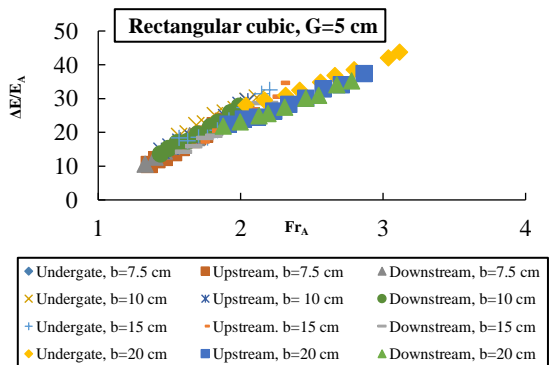 Rectangular cubic, G=5 cm
ΔE/E_A
50
40
30
20
10
0
1
2
3
4
Fr_A
Undergate, b=7.5 cm
Upstream, b=7.5 cm
Downstream, b=7.5 cm
Undergate, b=10 cm
Upstream, b= 10 cm
Downstream, b=10 cm
Undergate, b=15 cm
Upstream. b=15 cm
Downstream, b=15 cm
Undergate, b=20 cm
Upstream, b=20 cm
Downstream, b=20 cm